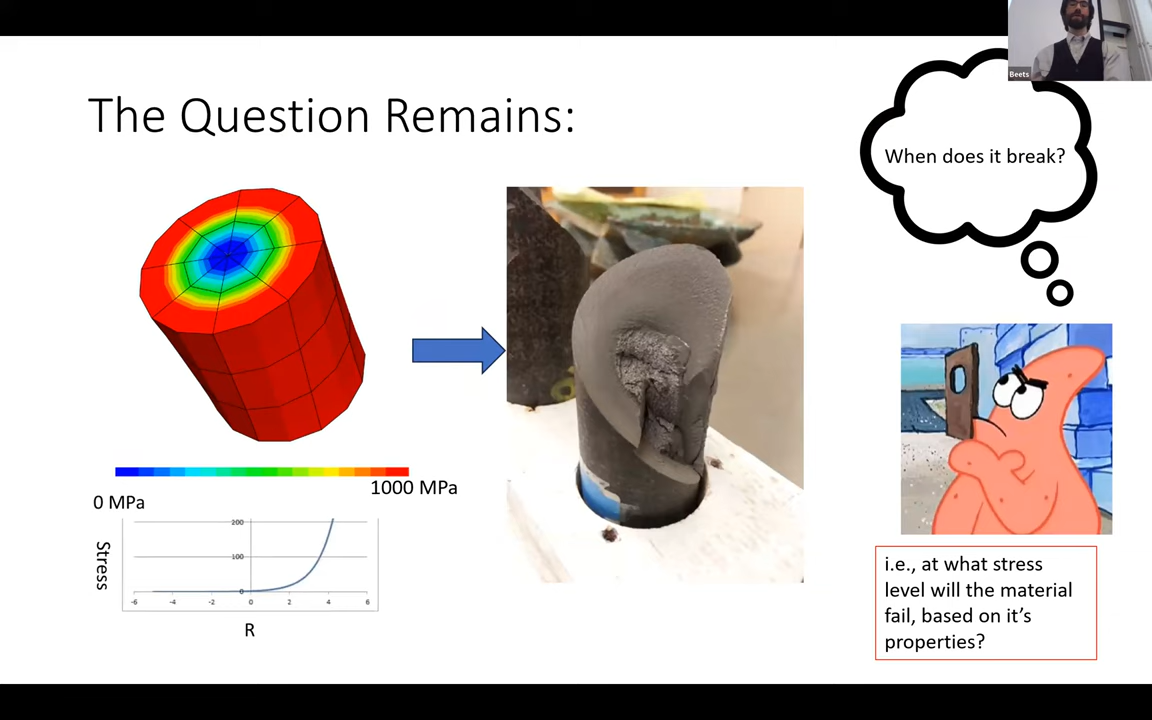 Beets
The Question Remains:
When does it break?
0 MPa
1000 MPa
Stress
200
100
0
-6 -4 -2 0 2 4 6
R
i.e., at what stress
level will the material
fail, based on it's
properties?